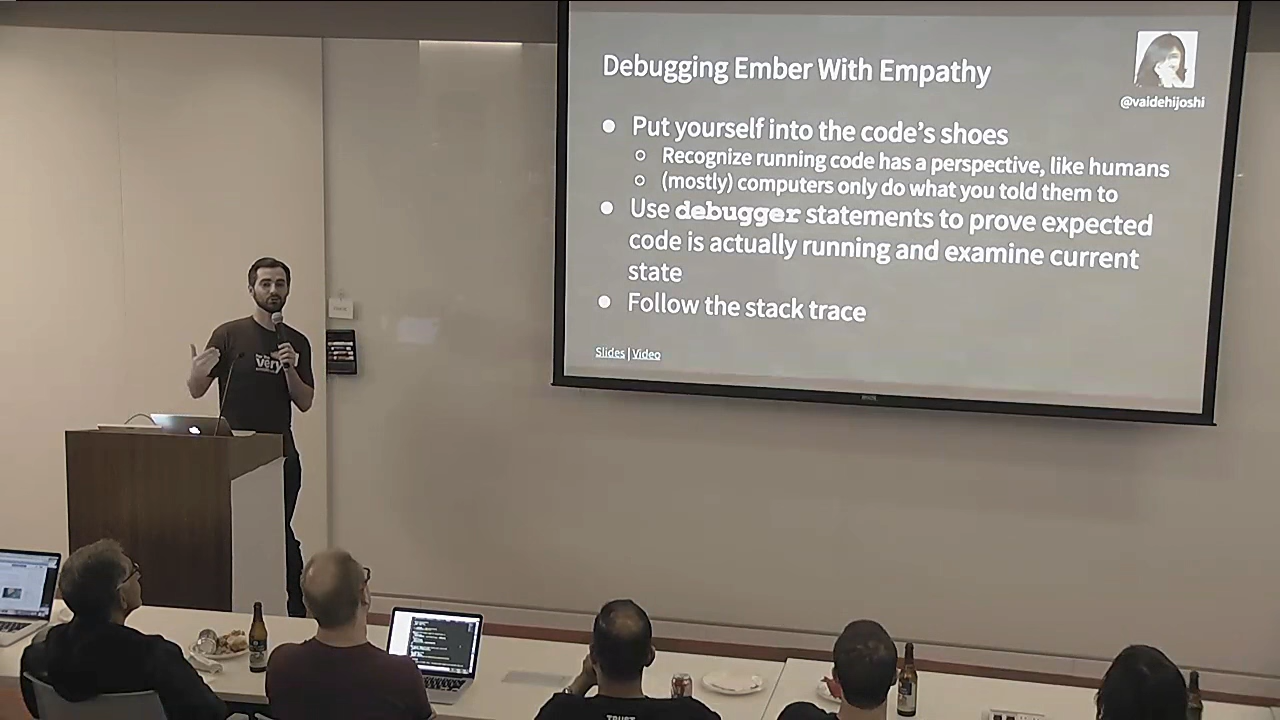 Debugging Ember With Empathy
@vaidehijoshi
● Put yourself into the code's shoes
○ Recognize running code has a perspective, like humans
○ (mostly) computers only do what you told them to
● Use debugger statements to prove expected
code is actually running and examine current
state
● Follow the stack trace
Slides | Video
very
TRUST